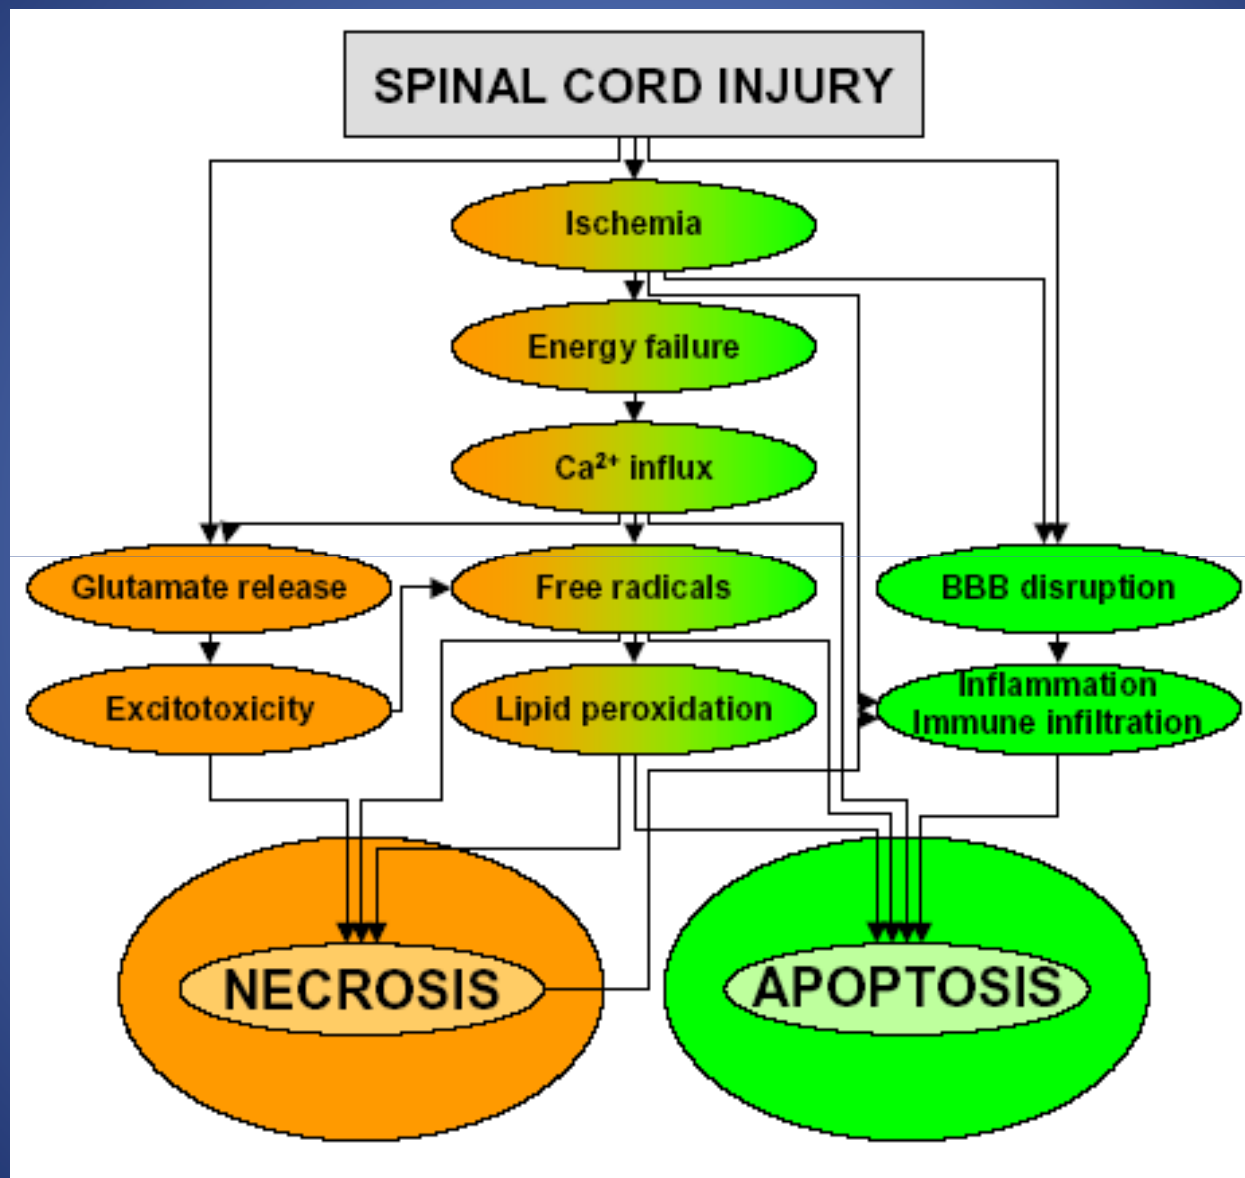 SPINAL CORD INJURY
Ischemia
Energy failure
Ca²⁺ influx
Glutamate release
Free radicals
BBB disruption
Excitotoxicity
Lipid peroxidation
Inflammation
Immune infiltration
NECROSIS
APOPTOSIS